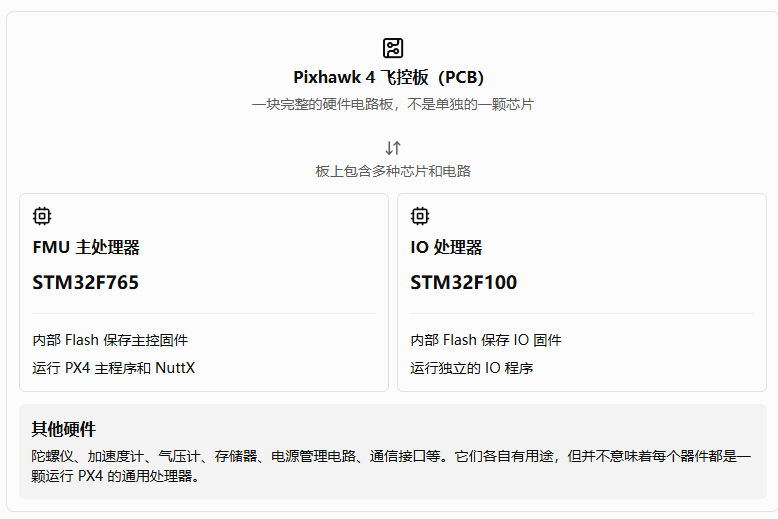 Pixhawk 4 飞控板（PCB）
一块完整的硬件电路板，不是单独的一颗芯片
板上包含多种芯片和电路
FMU 主处理器
STM32F765
内部 Flash 保存主控固件
运行 PX4 主程序和 NuttX
IO 处理器
STM32F100
内部 Flash 保存 IO 固件
运行独立的 IO 程序
其他硬件
陀螺仪、加速度计、气压计、存储器、电源管理电路、通信接口等。它们各自有用途，但并不意味着每个器件都是一
颗运行 PX4 的通用处理器。